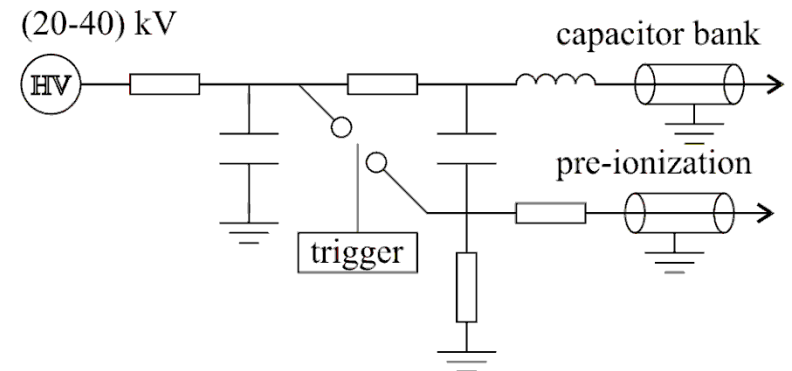 (20-40) kV
capacitor bank
HV
pre-ionization
trigger